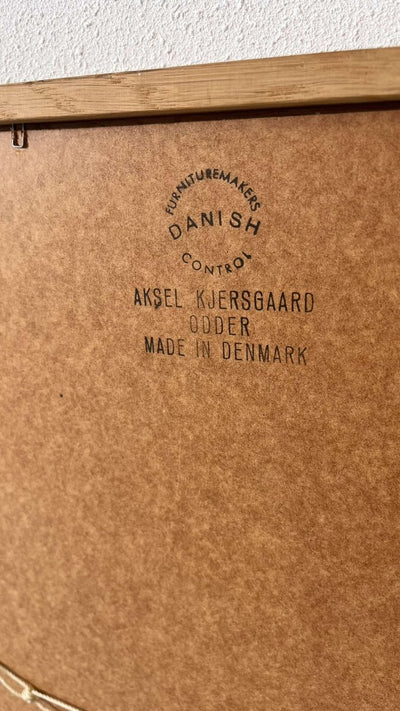 FURNITUREMAKERS
DANISH
CONTROL
AKSEL KJERSGAARD
ODDER
MADE IN DENMARK